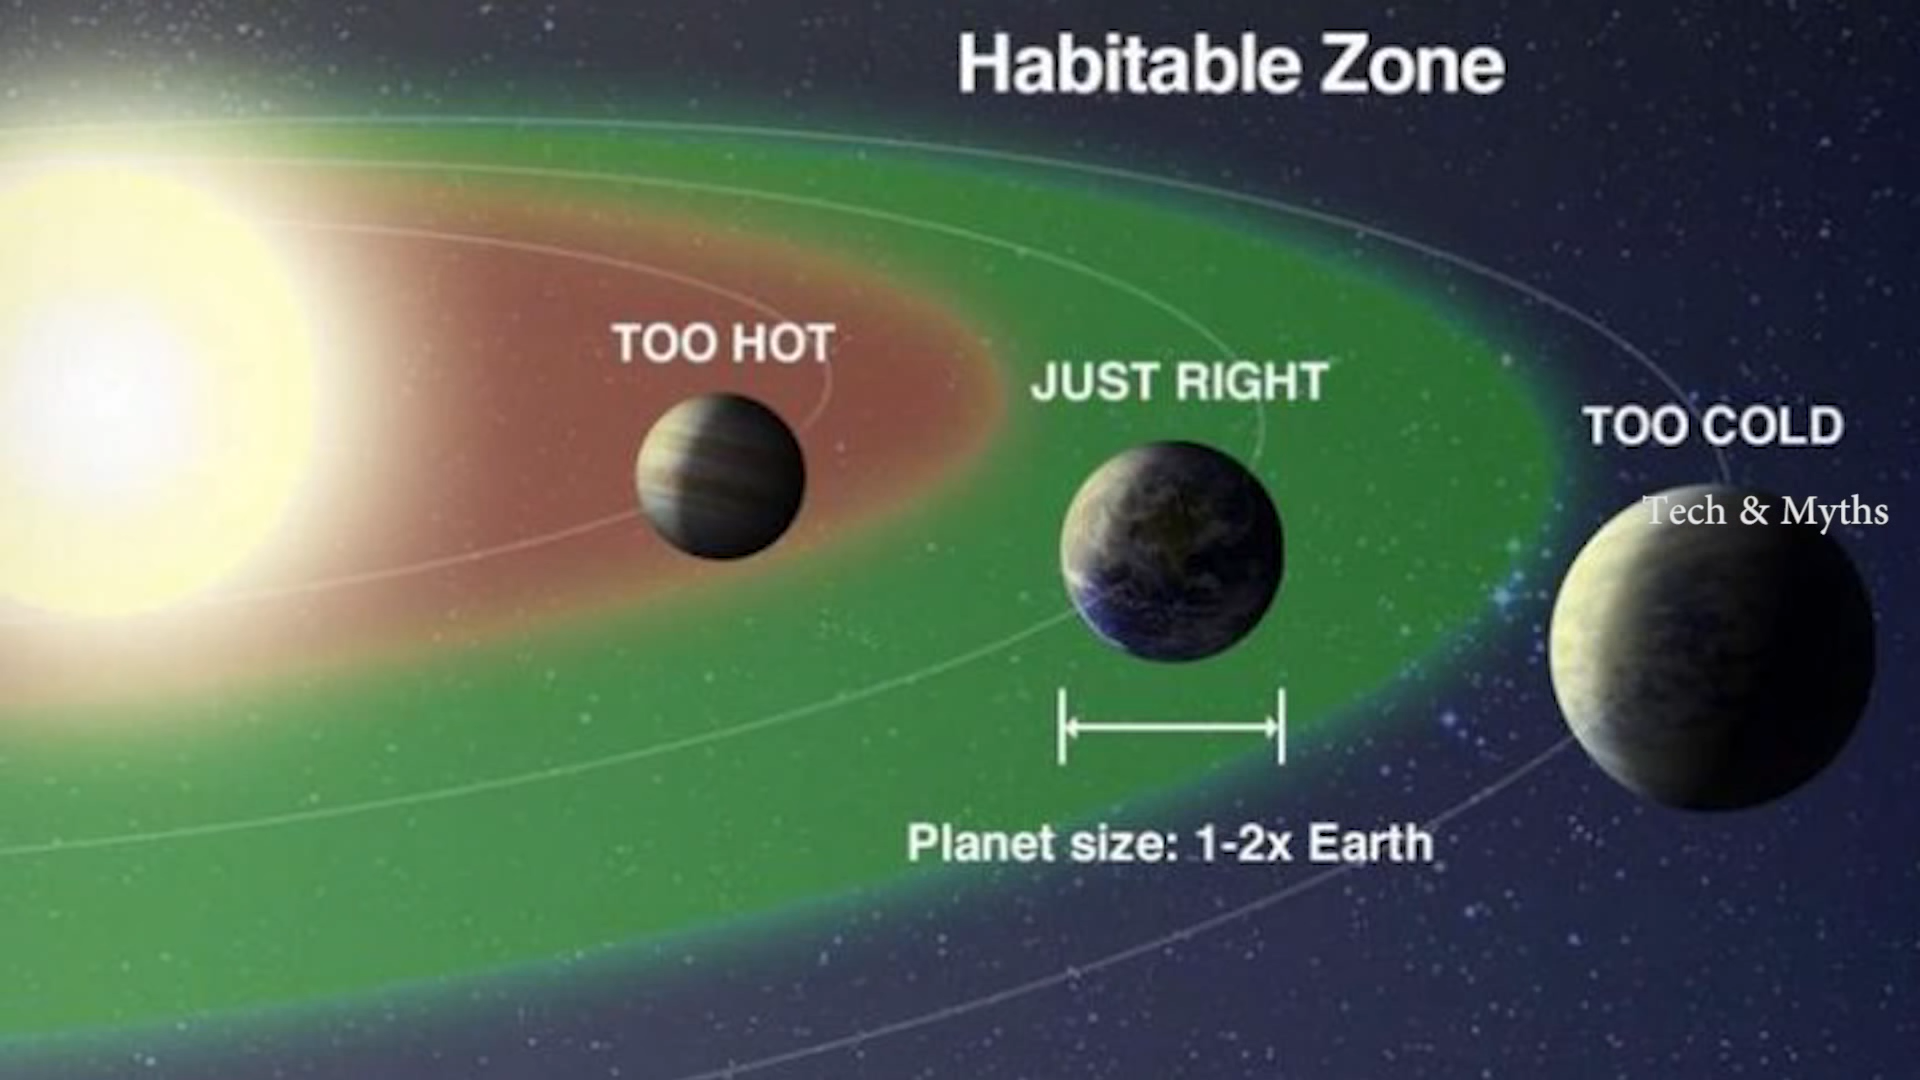 Habitable Zone
TOO HOT
JUST RIGHT
TOO COLD
Tech & Myths
Planet size: 1-2x Earth